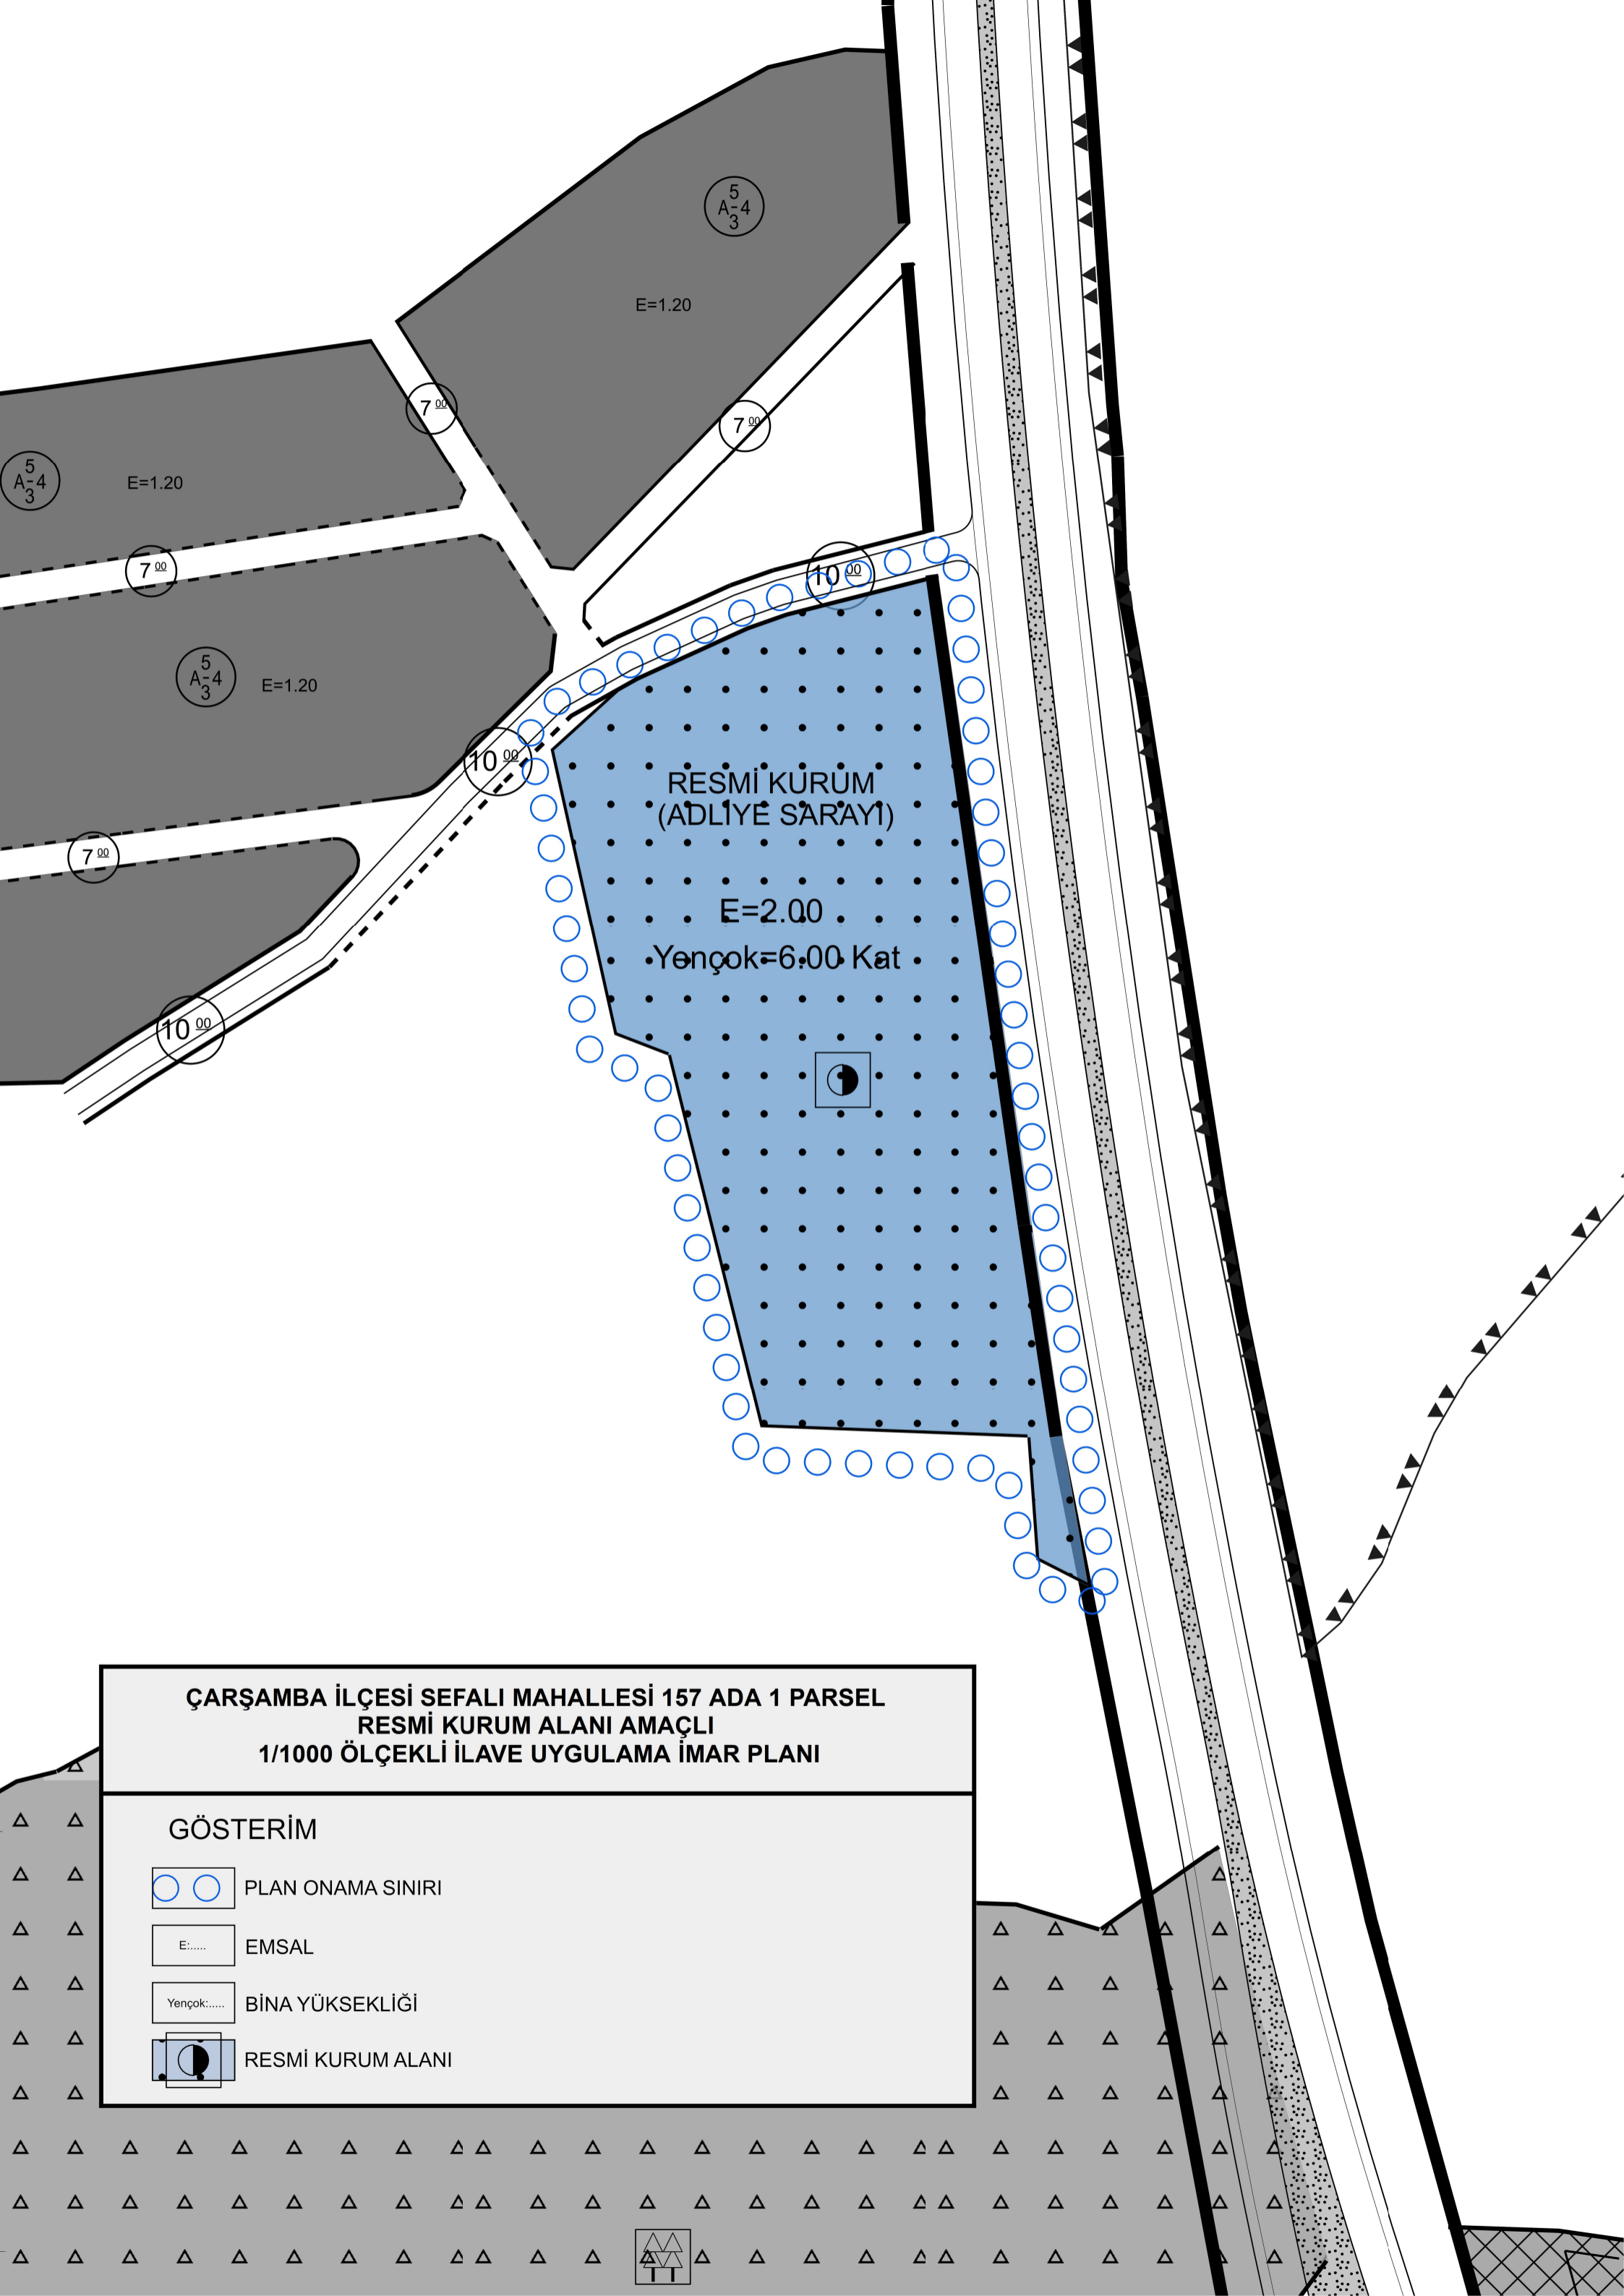 5
A-4
3
E=1.20
7 00
7 00
5
A-4
3
E=1.20
7 00
10 00
5
A-4
3
E=1.20
10 00
7 00
10 00
RESMİ KURUM
(ADLİYE SARAYI)
E=2.00
Yençok=6.00 Kat
ÇARŞAMBA İLÇESİ SEFALI MAHALLESİ 157 ADA 1 PARSEL
RESMİ KURUM ALANI AMAÇLI
1/1000 ÖLÇEKLİ İLAVE UYGULAMA İMAR PLANI
GÖSTERİM
PLAN ONAMA SINIRI
E:.....
EMSAL
Yençok:.....
BİNA YÜKSEKLİĞİ
RESMİ KURUM ALANI